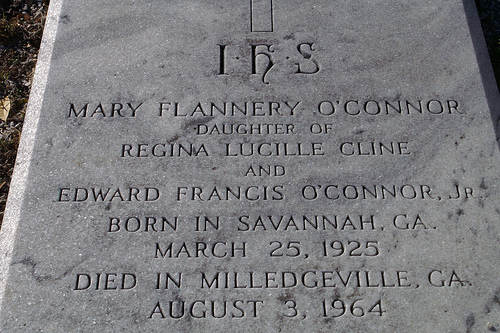 I·H·S
MARY FLANNERY O'CONNOR
DAUGHTER OF
REGINA LUCILLE CLINE
AND
EDWARD FRANCIS O'CONNOR, Jr
BORN IN SAVANNAH, GA.
MARCH 25, 1925
DIED IN MILLEDGEVILLE, GA.
AUGUST 3, 1964